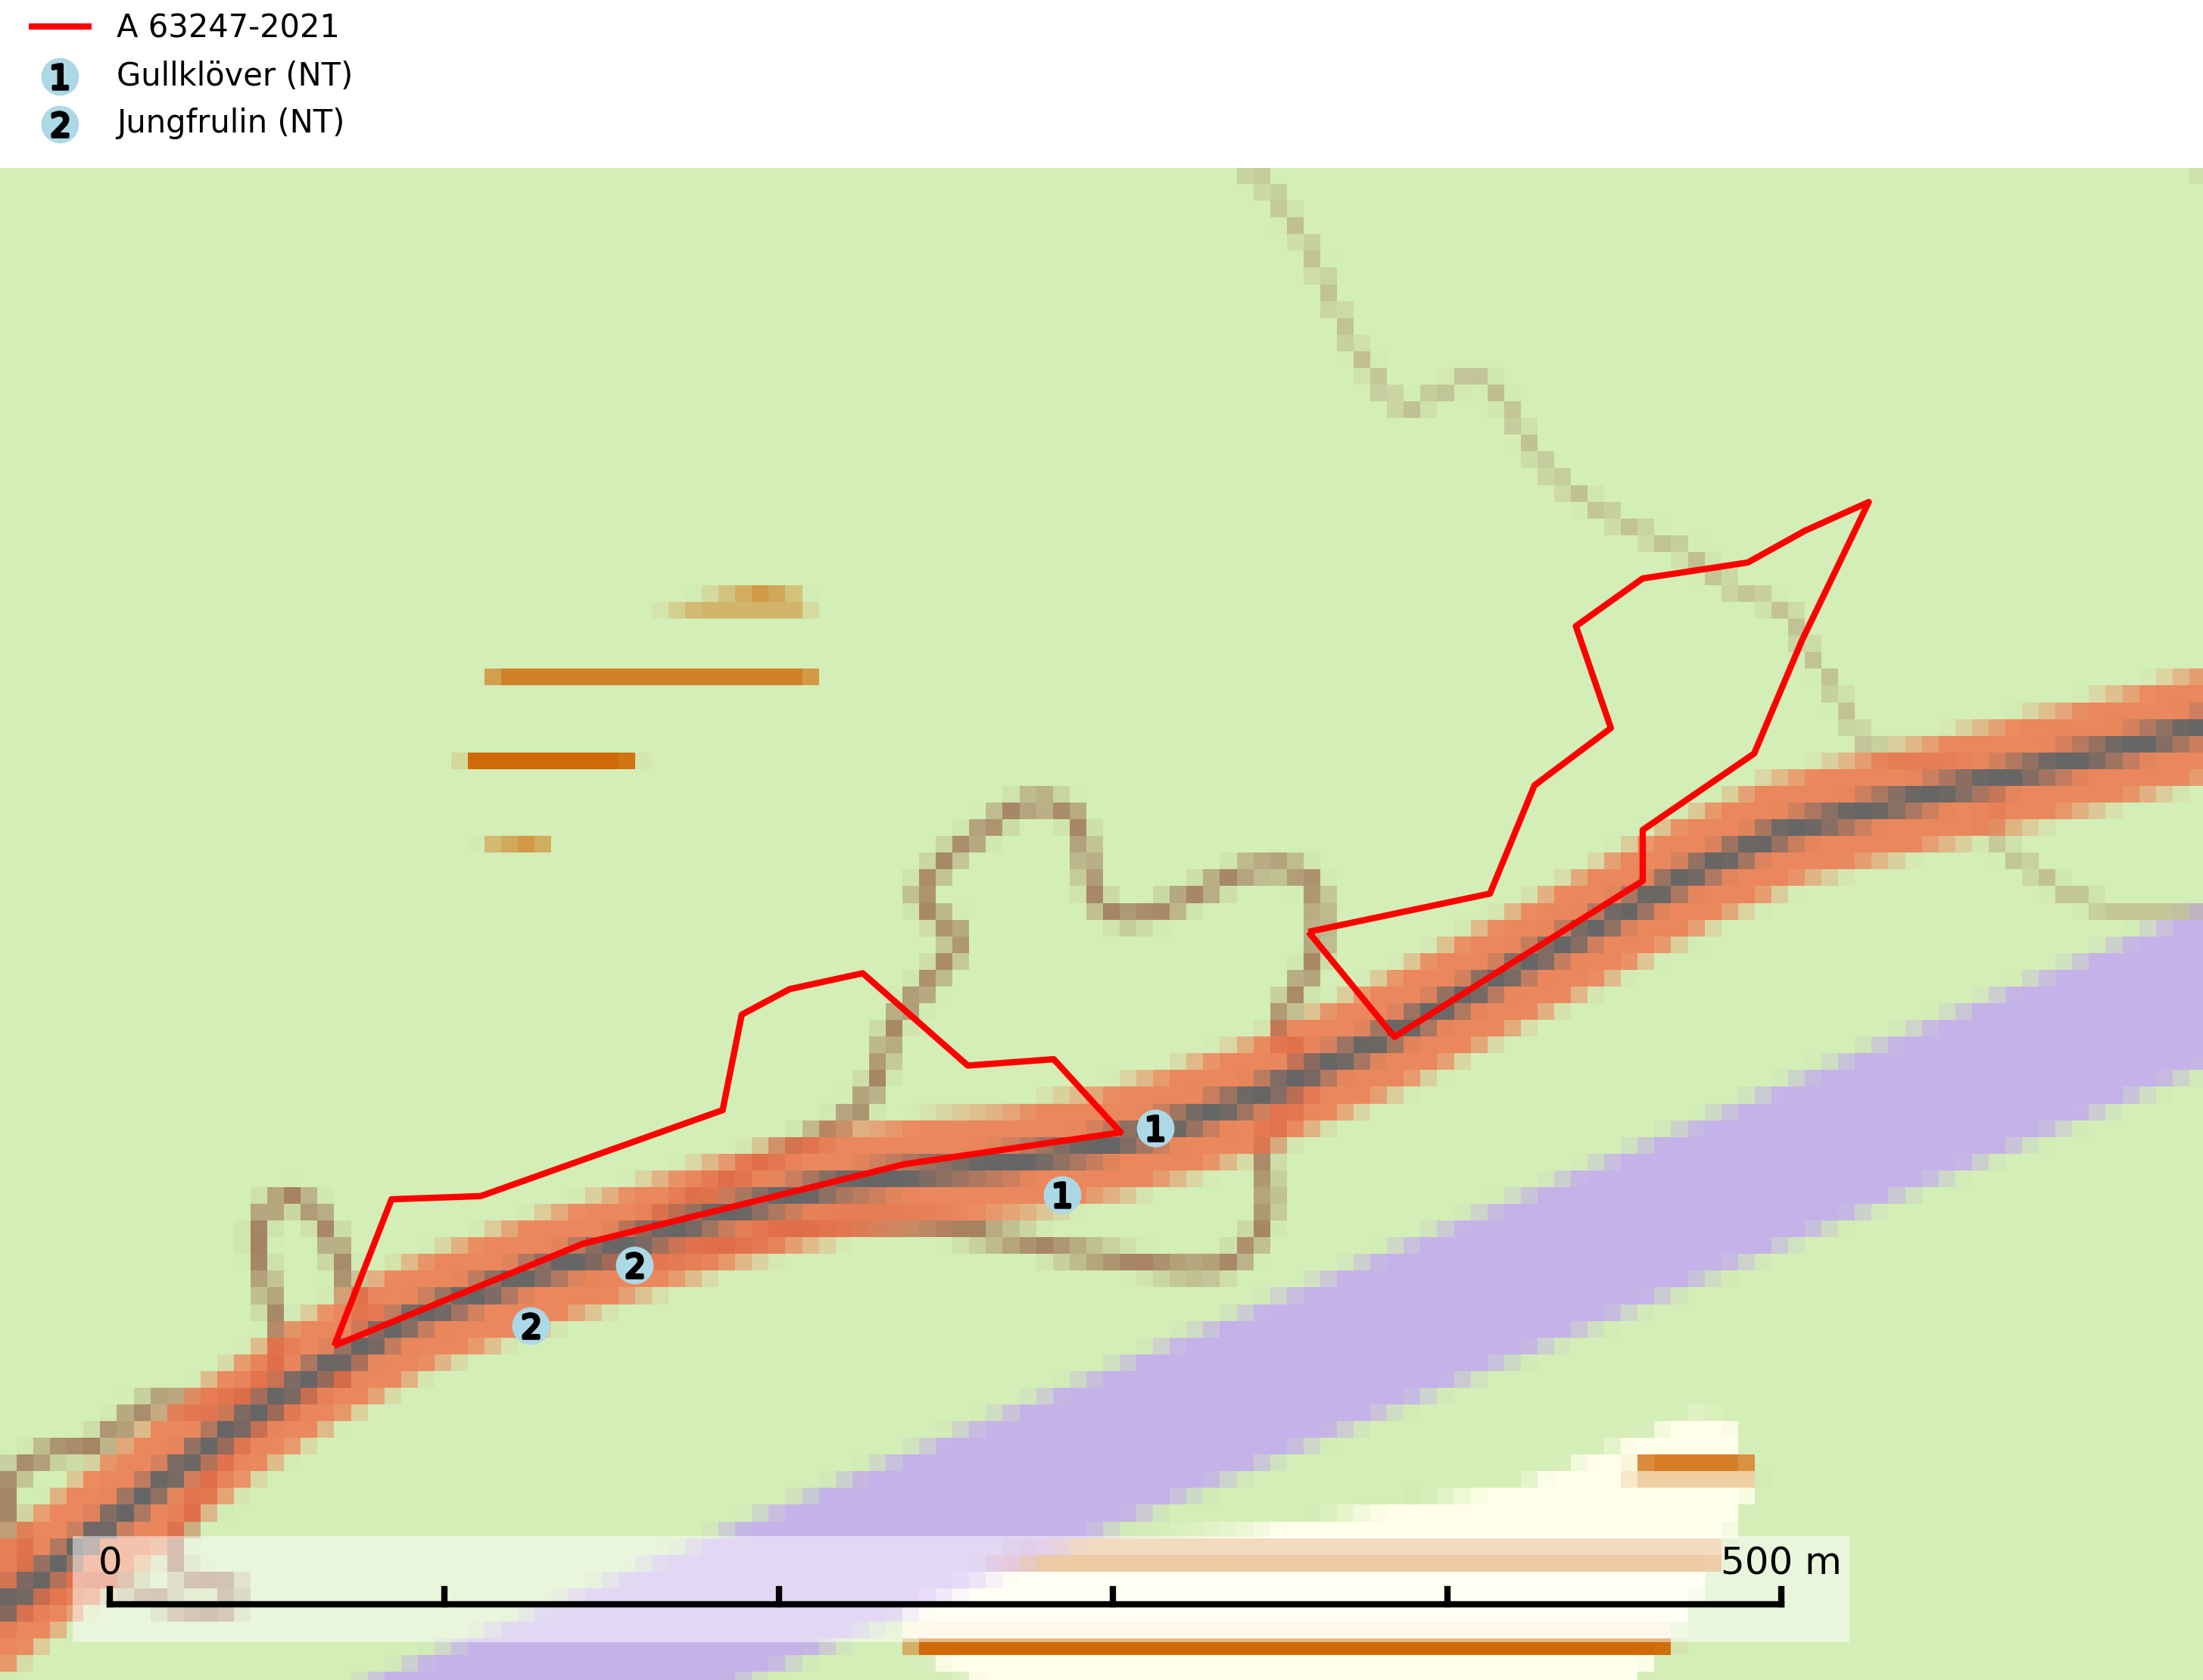 A 63247-2021
1 Gullklöver (NT)
2 Jungfrulin (NT)
1
1
2
2
0 500 m